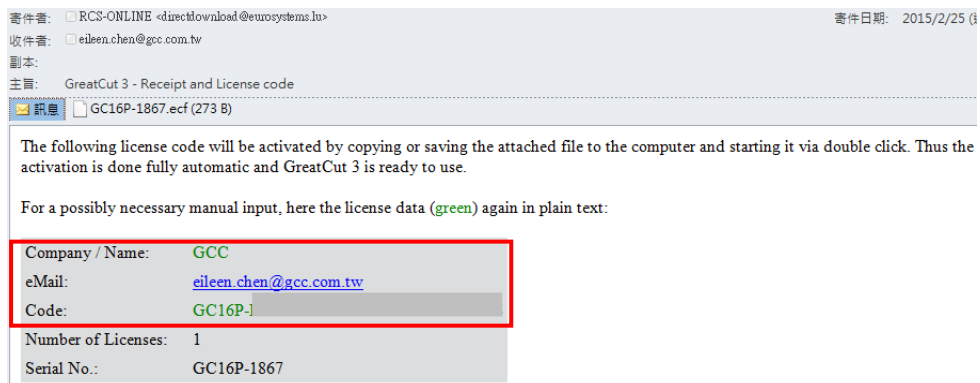 寄件者: RCS-ONLINE <directdownload@eurosystems.lu> 寄件日期: 2015/2/25
收件者: eileen.chen@gcc.com.tw
副本:
主旨: GreatCut 3 - Receipt and License code
訊息 GC16P-1867.ecf (273 B)
The following license code will be activated by copying or saving the attached file to the computer and starting it via double click. Thus the
activation is done fully automatic and GreatCut 3 is ready to use.
For a possibly necessary manual input, here the license data (green) again in plain text:
Company / Name: GCC
eMail: eileen.chen@gcc.com.tw
Code: GC16P-
Number of Licenses: 1
Serial No.: GC16P-1867